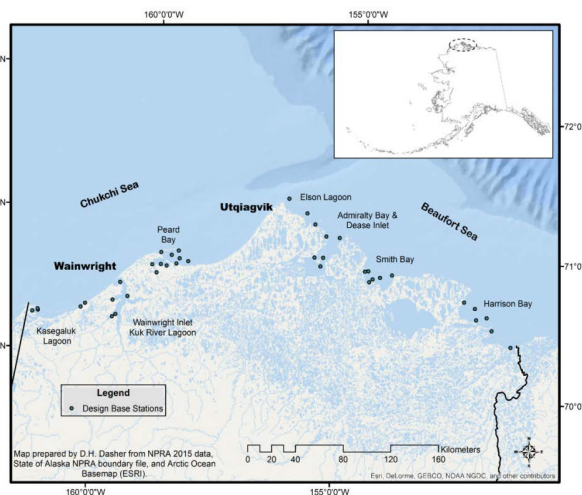 160°0'0"W
155°0'0"W
72°0'
Chukchi Sea
Utqiagvik
Elson Lagoon
Admiralty Bay &
Dease Inlet
Beaufort Sea
Peard
Bay
Smith Bay
71°0'
Wainwright
Harrison Bay
Kasegaluk
Lagoon
Wainwright Inlet
Kuk River Lagoon
Legend
Design Base Stations
70°0'
Map prepared by D.H. Dasher from NPRA 2015 data,
State of Alaska NPRA boundary file, and Arctic Ocean
Basemap (ESRI).
Kilometers
0 20 40 80 120 160
Esri, DeLorme, GEBCO, NOAA NGDC, and other contributors
160°0'0"W
155°0'0"W